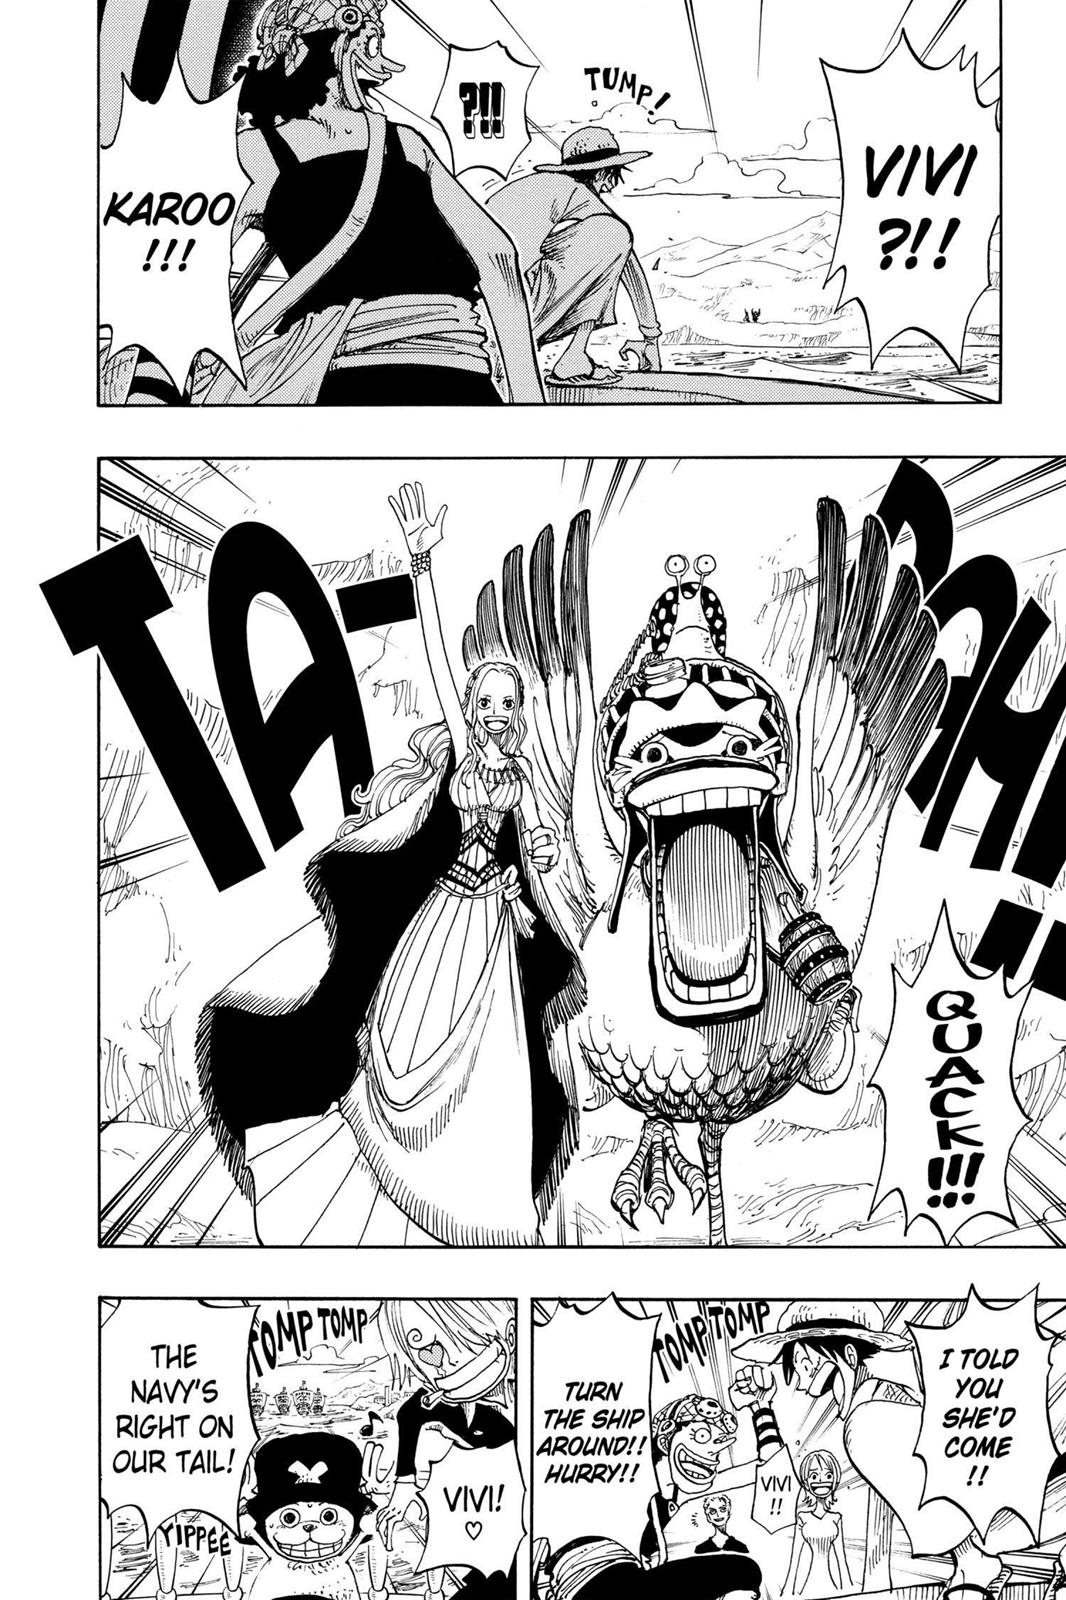 VIVI
?!!
TUMP!
?!!
KAROO
!!!
TA-
DAH!!
QUACK!!!
I TOLD
YOU
SHE'D
COME
!!
TOMP TOMP
TURN
THE SHIP
AROUND!!
HURRY!!
VIVI
!!
TOMP TOMP
THE
NAVY'S
RIGHT ON
OUR TAIL!
VIVI!
♡
YIPPEE